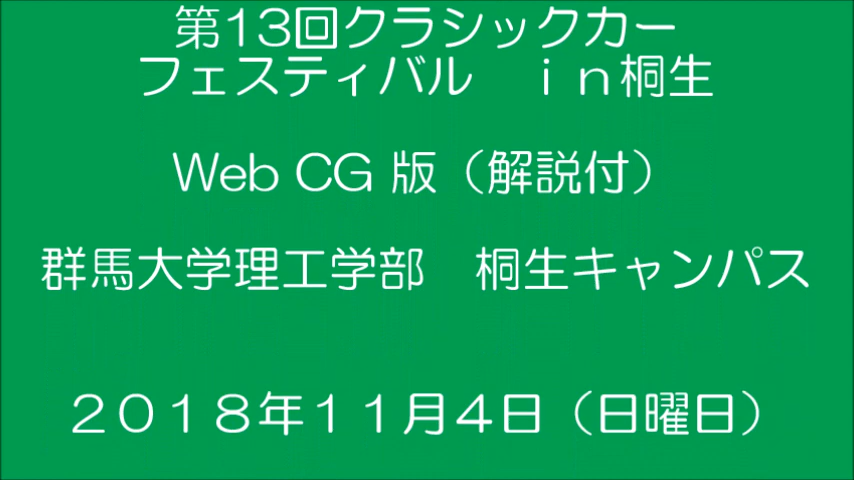 第13回クラシックカー
フェスティバル　ｉｎ桐生
Web CG 版（解説付）
群馬大学理工学部　桐生キャンパス
２０１８年１１月４日（日曜日）